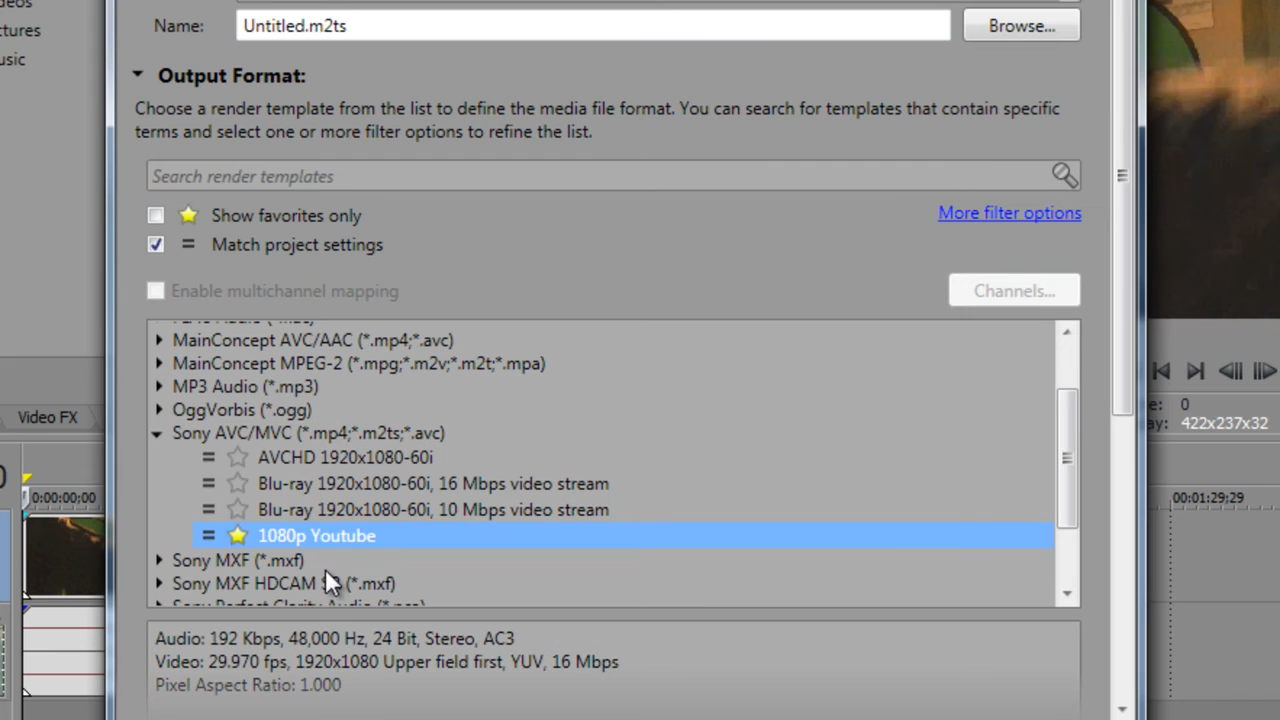 Name: Untitled.m2ts Browse...
ctures
usic
Output Format:
Choose a render template from the list to define the media file format. You can search for templates that contain specific
terms and select one or more filter options to refine the list.
Search render templates
Show favorites only More filter options
= Match project settings
Enable multichannel mapping Channels...
MainConcept AVC/AAC (*.mp4;*.avc)
MainConcept MPEG-2 (*.mpg;*.m2v;*.m2t;*.mpa)
MP3 Audio (*.mp3)
OggVorbis (*.ogg)
e: 0
ay: 422x237x32
Video FX
Sony AVC/MVC (*.mp4;*.m2ts;*.avc)
= AVCHD 1920x1080-60i
= Blu-ray 1920x1080-60i, 16 Mbps video stream
0:00:00;00
00:01:29;29
= Blu-ray 1920x1080-60i, 10 Mbps video stream
= 1080p Youtube
Sony MXF (*.mxf)
Sony MXF HDCAM (*.mxf)
Audio: 192 Kbps, 48,000 Hz, 24 Bit, Stereo, AC3
Video: 29.970 fps, 1920x1080 Upper field first, YUV, 16 Mbps
Pixel Aspect Ratio: 1.000